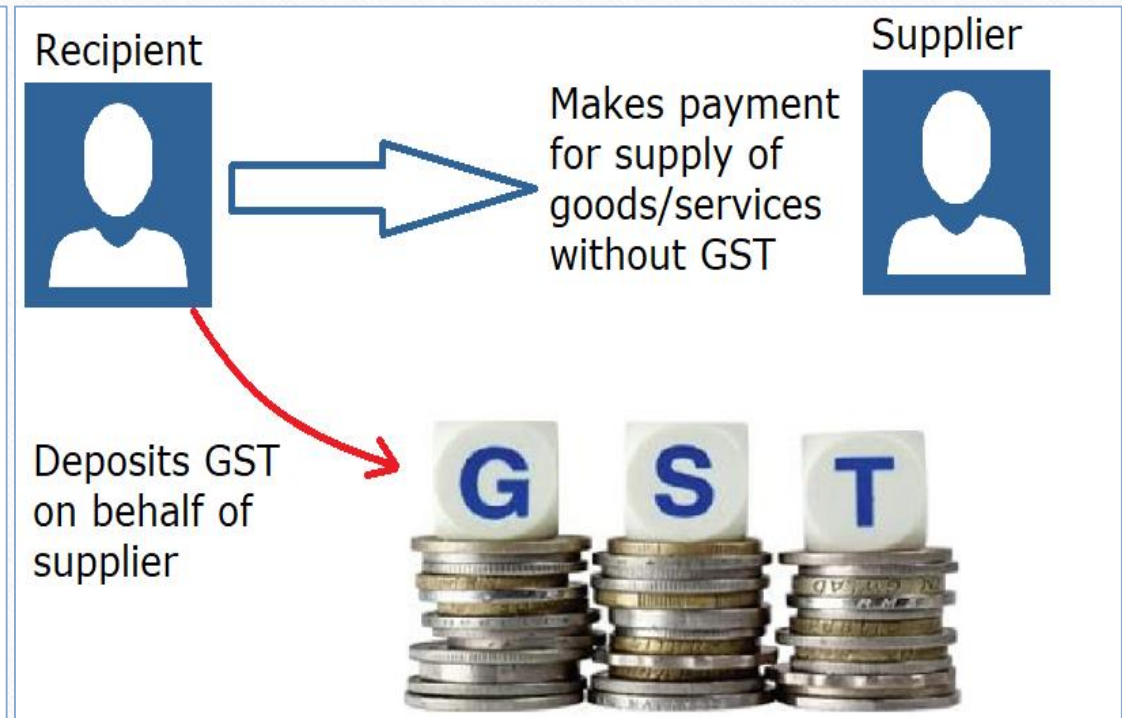 Recipient
Supplier
Makes payment
for supply of
goods/services
without GST
Deposits GST
on behalf of
supplier
G S T